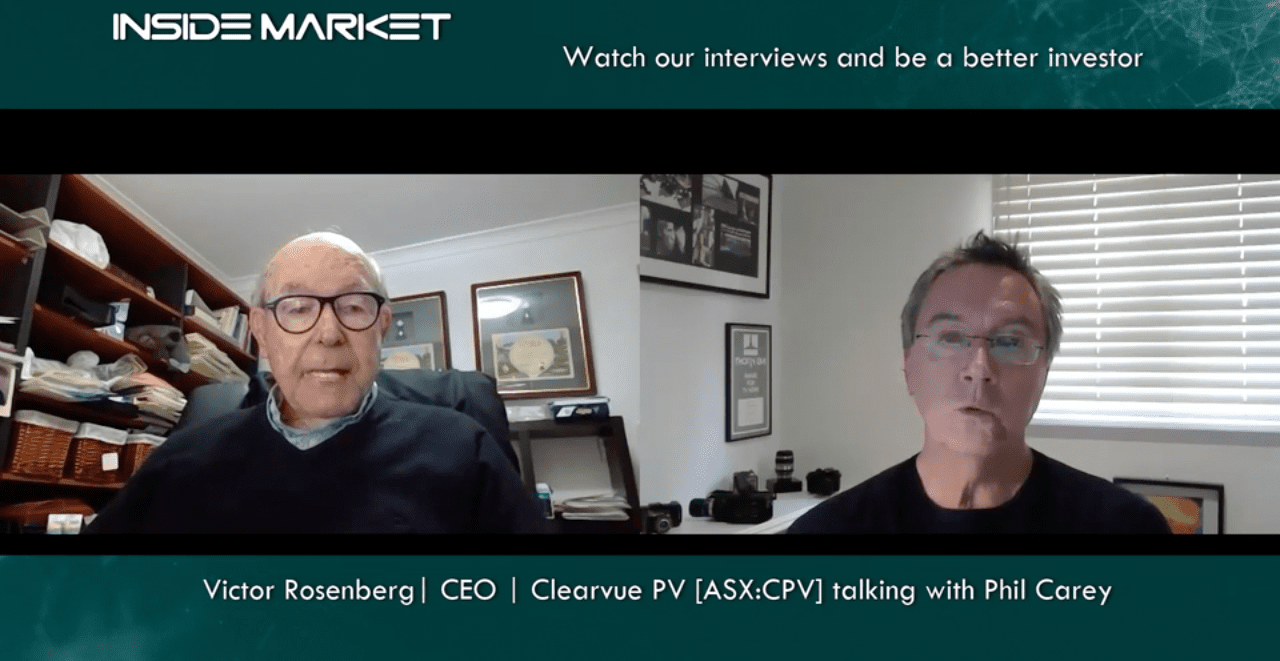 INSIDE MARKET
Watch our interviews and be a better investor
Victor Rosenberg| CEO | Clearvue PV [ASX:CPV] talking with Phil Carey